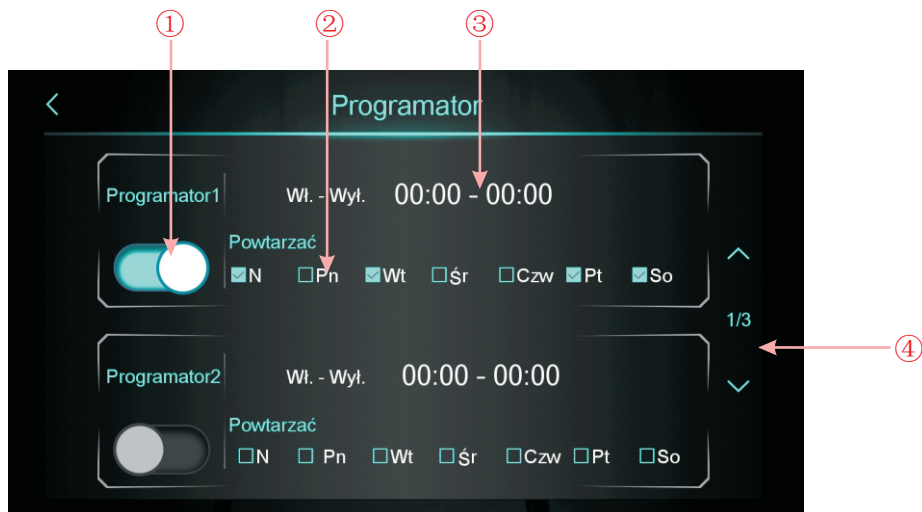 ① ② ③
Programator
Programator1 Wł. - Wył. 00:00 - 00:00
Powtarzać
N Pn Wt Śr Czw Pt So
1/3
④
Programator2 Wł. - Wył. 00:00 - 00:00
Powtarzać
N Pn Wt Śr Czw Pt So